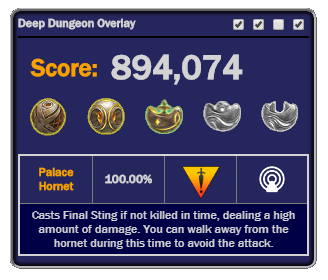 Deep Dungeon Overlay
Score: 894,074
Palace
Hornet
100.00%
Casts Final Sting if not killed in time, dealing a high
amount of damage. You can walk away from the
hornet during this time to avoid the attack.